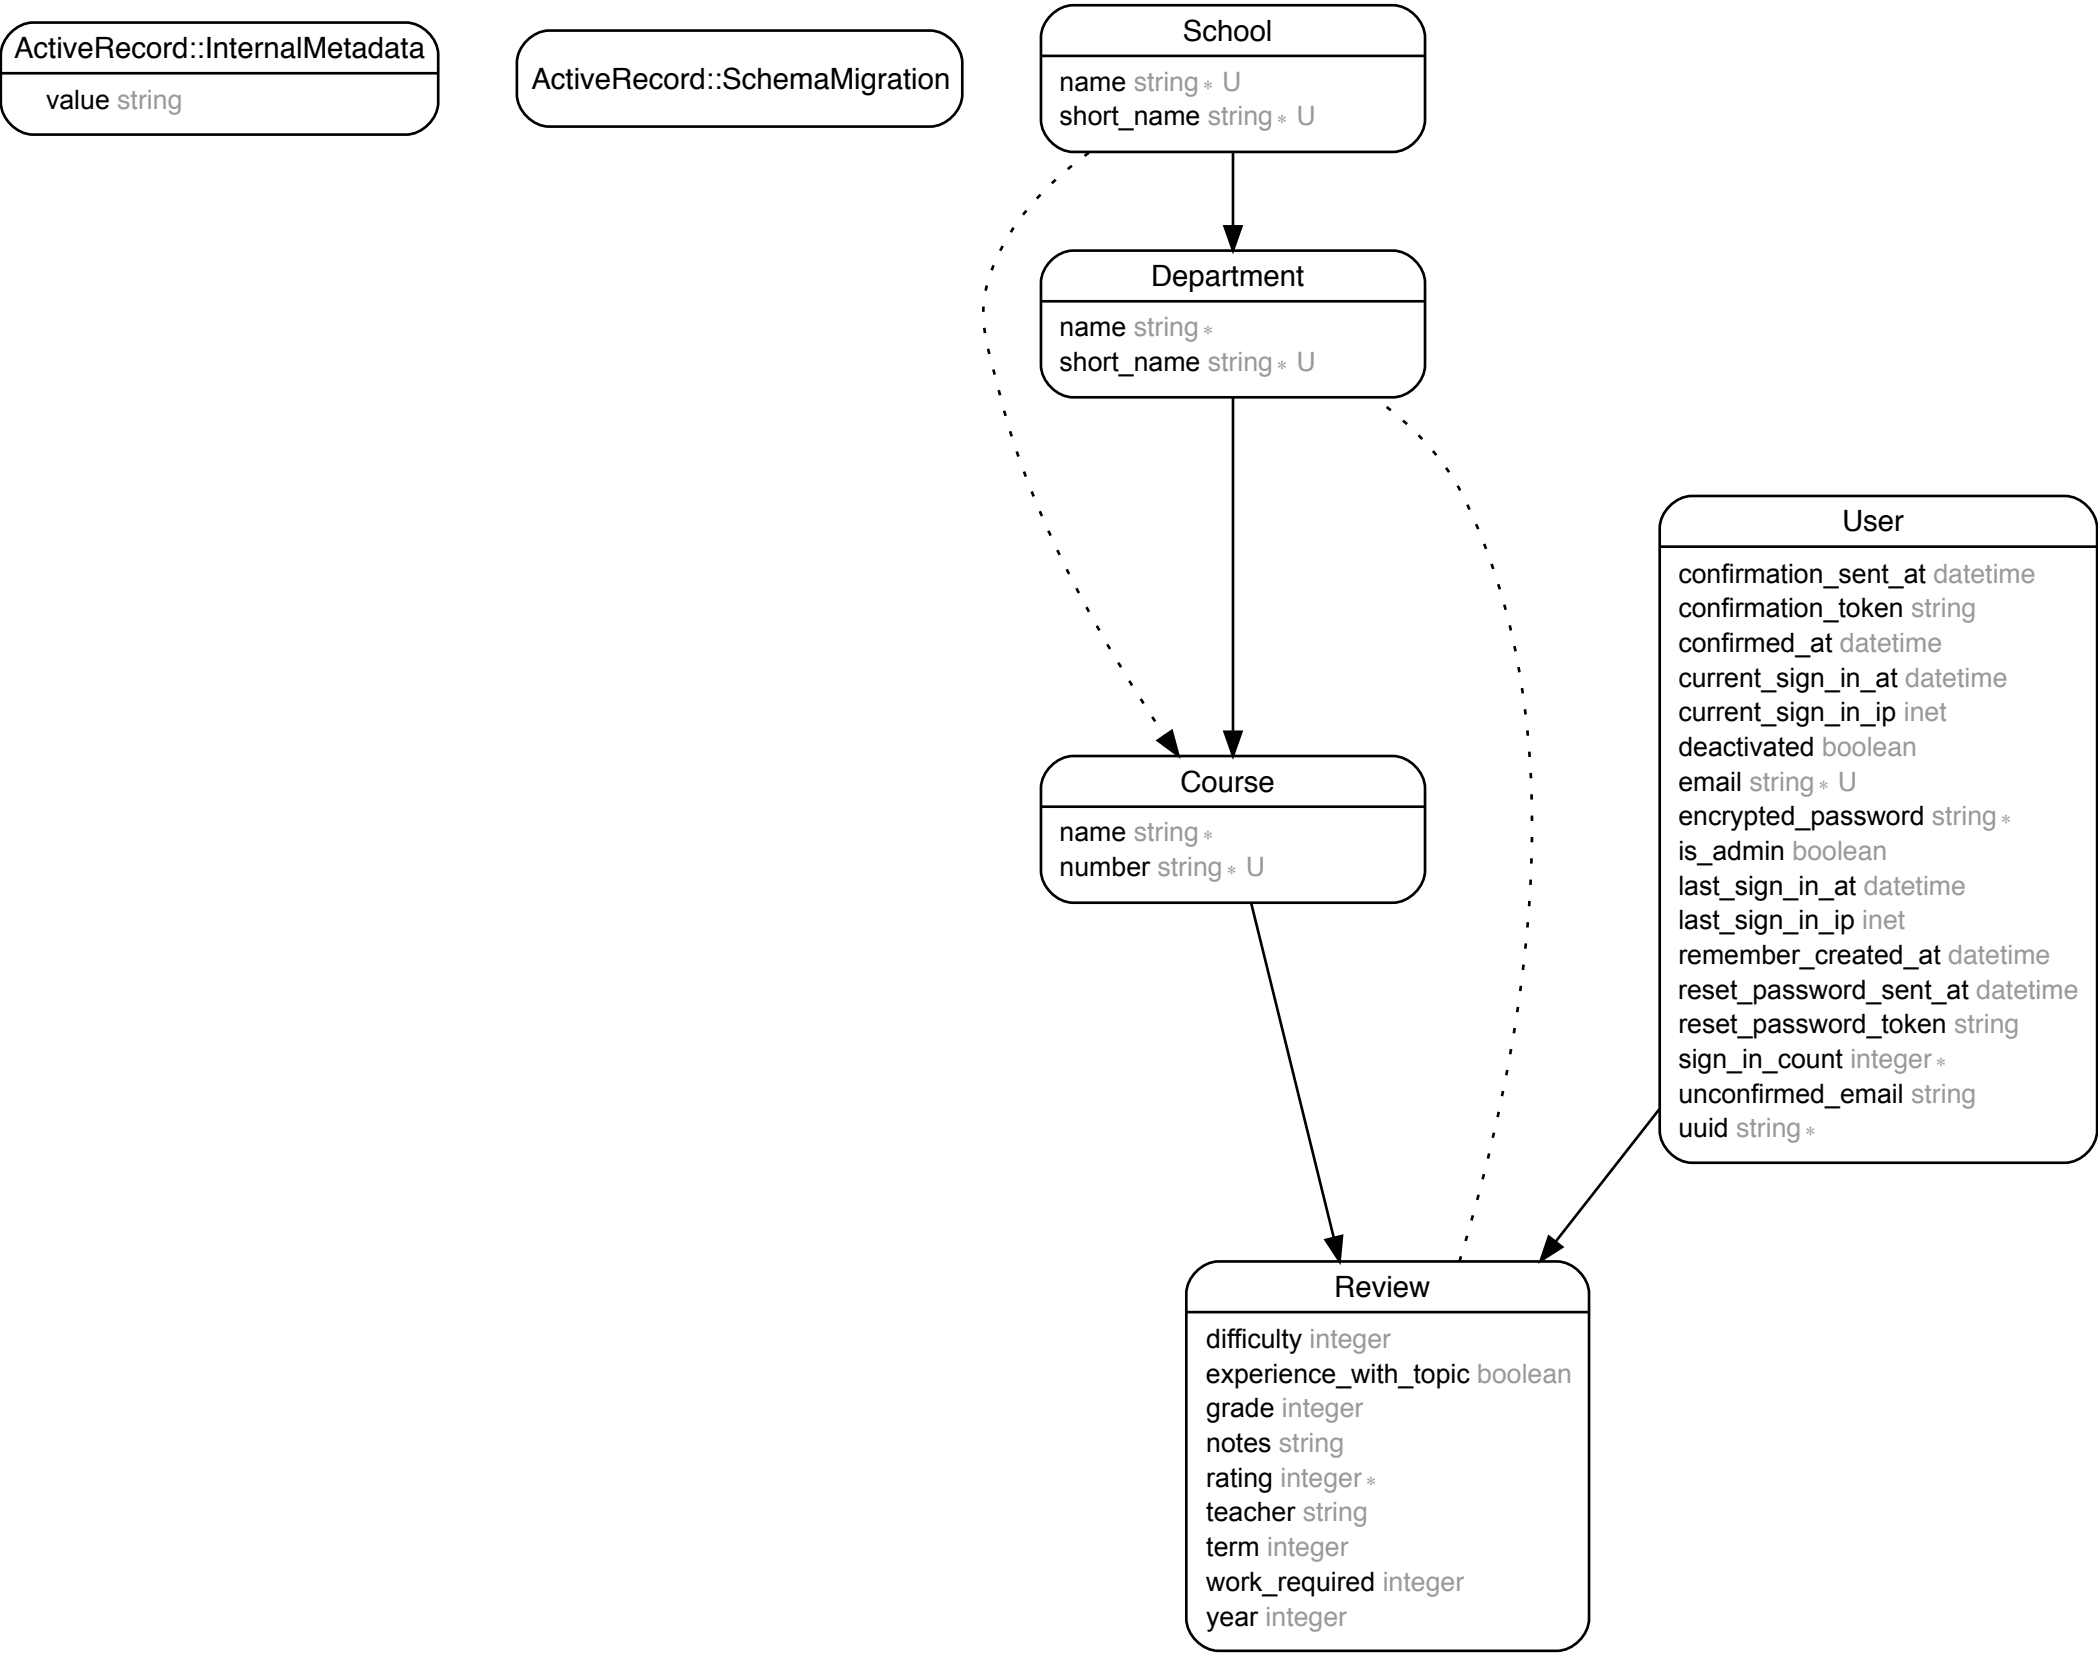 ActiveRecord::InternalMetadata
value string
ActiveRecord::SchemaMigration
School
name string * U
short_name string * U
Department
name string *
short_name string * U
Course
name string *
number string * U
User
confirmation_sent_at datetime
confirmation_token string
confirmed_at datetime
current_sign_in_at datetime
current_sign_in_ip inet
deactivated boolean
email string * U
encrypted_password string *
is_admin boolean
last_sign_in_at datetime
last_sign_in_ip inet
remember_created_at datetime
reset_password_sent_at datetime
reset_password_token string
sign_in_count integer *
unconfirmed_email string
uuid string *
Review
difficulty integer
experience_with_topic boolean
grade integer
notes string
rating integer *
teacher string
term integer
work_required integer
year integer